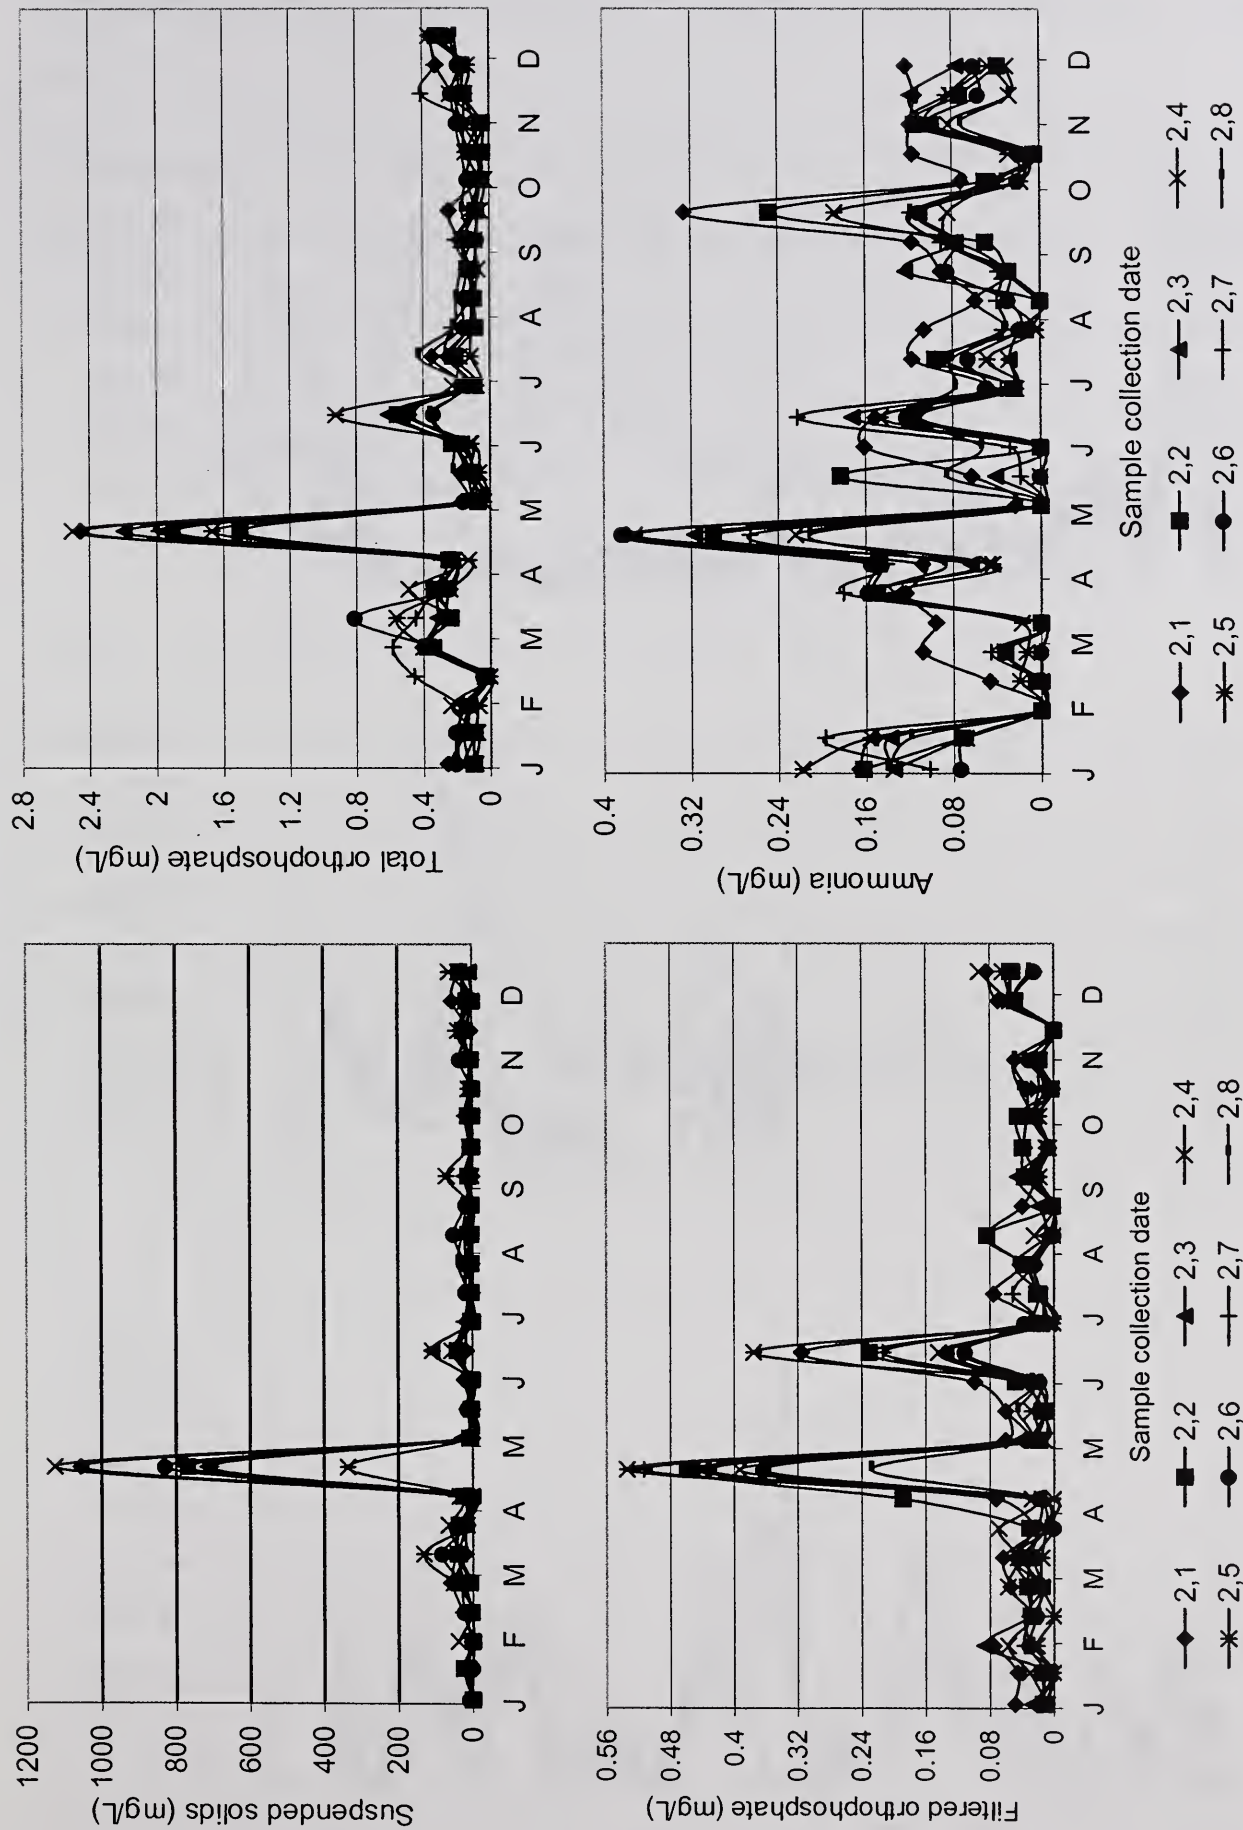 1200
1000
800
600
400
200
0
Suspended solids (mg/L)
J F M A M J J A S O N D
2.8
2.4
2
1.6
1.2
0.8
0.4
0
Total orthophosphate (mg/L)
J F M A M J J A S O N D
0.56
0.48
0.4
0.32
0.24
0.16
0.08
0
Filtered orthophosphate (mg/L)
J F M A M J J A S O N D
Sample collection date
2,1 2,2 2,3 2,4
2,5 2,6 2,7 2,8
0.4
0.32
0.24
0.16
0.08
0
Ammonia (mg/L)
J F M A M J J A S O N D
Sample collection date
2,1 2,2 2,3 2,4
2,5 2,6 2,7 2,8